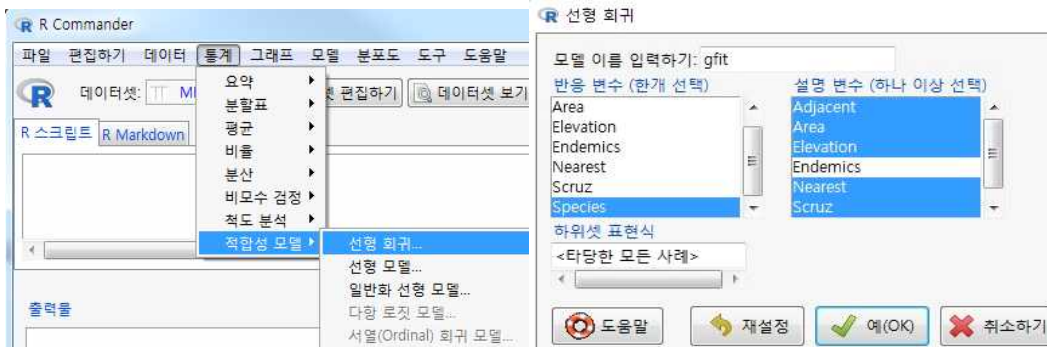 R Commander
파일 편집하기 데이터 통계 그래프 모델 분포도 도구 도움말
데이터셋: 편집하기 데이터셋 보기
R 스크립트 R Markdown
요약
분할표
평균
비율
분산
비모수 검정
척도 분석
적합성 모델
선형 회귀...
선형 모델...
일반화 선형 모델...
다항 로짓 모델...
서열(Ordinal) 회귀 모델...
출력물
선형 회귀
모델 이름 입력하기: gfit
반응 변수 (한개 선택)
Area
Elevation
Endemics
Nearest
Scruz
Species
설명 변수 (하나 이상 선택)
Adjacent
Area
Elevation
Endemics
Nearest
Scruz
하위셋 표현식
<타당한 모든 사례>
도움말 재설정 예(OK) 취소하기